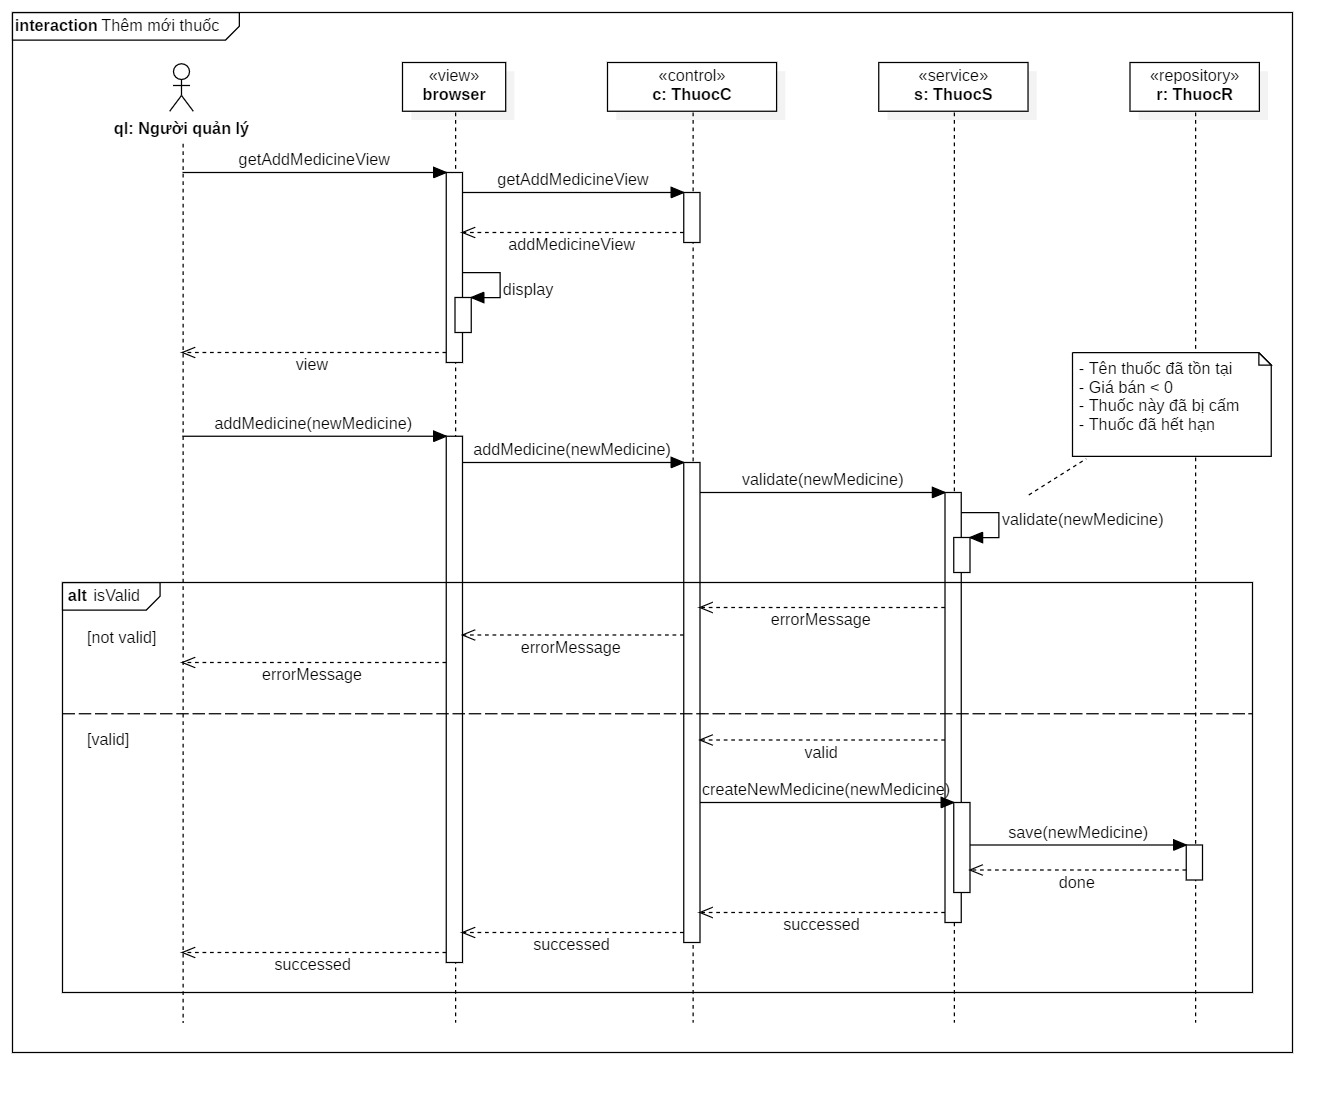 interaction Thêm mới thuốc
«view»
browser
«control»
c: ThuocC
«service»
s: ThuocS
«repository»
r: ThuocR
ql: Người quản lý
getAddMedicineView
getAddMedicineView
addMedicineView
display
view
- Tên thuốc đã tồn tại
- Giá bán < 0
- Thuốc này đã bị cấm
- Thuốc đã hết hạn
addMedicine(newMedicine)
addMedicine(newMedicine)
validate(newMedicine)
validate(newMedicine)
alt isValid
errorMessage
[not valid]
errorMessage
errorMessage
[valid]
valid
createNewMedicine(newMedicine)
save(newMedicine)
done
successed
successed
successed